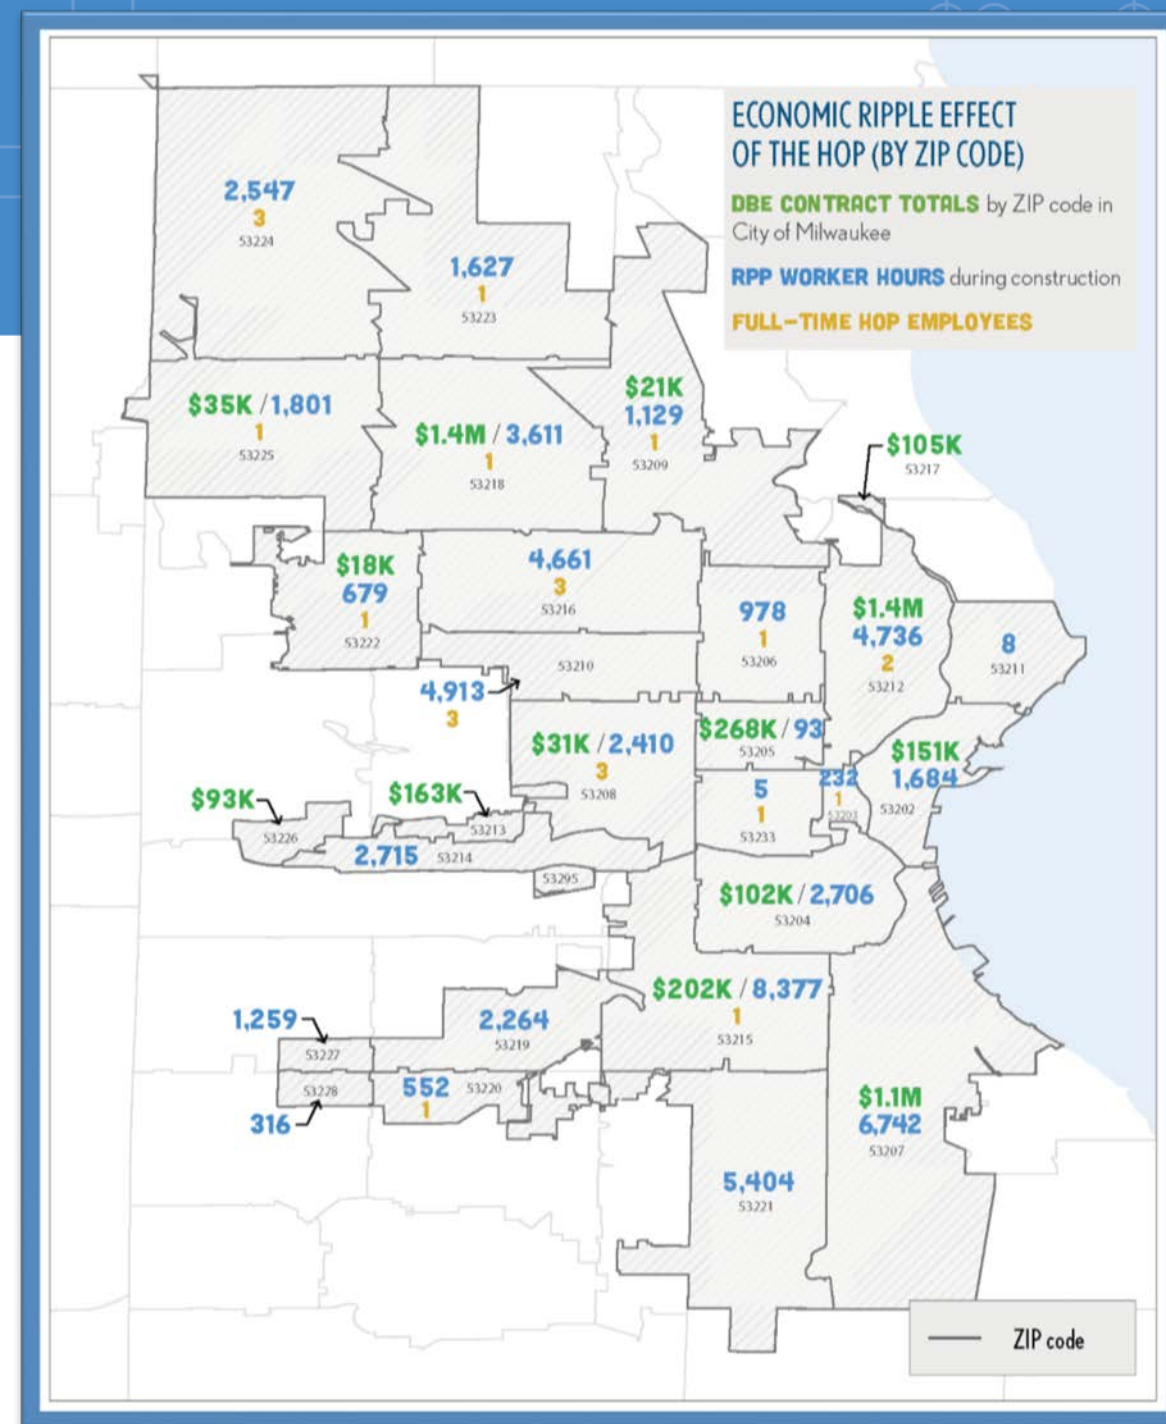 ECONOMIC RIPPLE EFFECT
OF THE HOP (BY ZIP CODE)
DBE CONTRACT TOTALS by ZIP code in
City of Milwaukee
RPP WORKER HOURS during construction
FULL-TIME HOP EMPLOYEES
2,547
3
53224
1,627
1
53223
$35K / 1,801
1
53225
$1.4M / 3,611
1
53218
$21K
1,129
1
53209
$105K
53217
$18K
679
1
53222
4,661
3
53216
978
1
53206
$1.4M
4,736
2
53212
8
53211
53210
4,913
3
$31K / 2,410
3
53208
$268K / 93
53205
$151K
1,684
53202
5
1
53233
232
1
53203
$93K
53226
$163K
53213
2,715 53214
53295
$102K / 2,706
53204
$202K / 8,377
1
53215
2,264
53219
1,259
53227
53228
316
552 53220
1
$1.1M
6,742
53207
5,404
53221
ZIP code